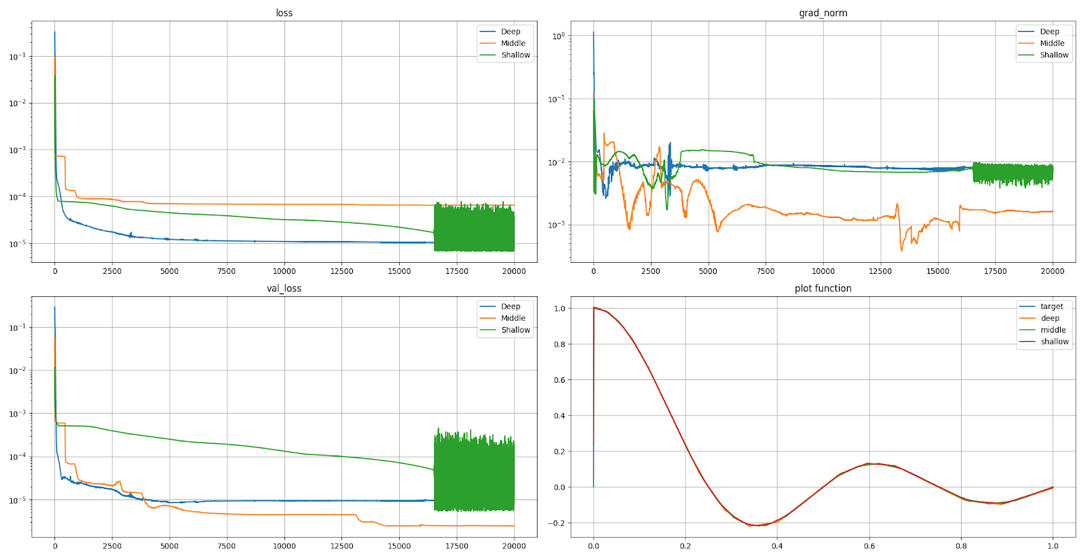 loss
Deep
Middle
Shallow
10⁻¹
10⁻²
10⁻³
10⁻⁴
10⁻⁵
0 2500 5000 7500 10000 12500 15000 17500 20000
grad_norm
Deep
Middle
Shallow
10⁰
10⁻¹
10⁻²
10⁻³
0 2500 5000 7500 10000 12500 15000 17500 20000
val_loss
Deep
Middle
Shallow
10⁻¹
10⁻²
10⁻³
10⁻⁴
10⁻⁵
0 2500 5000 7500 10000 12500 15000 17500 20000
plot function
target
deep
middle
shallow
1.0
0.8
0.6
0.4
0.2
0.0
−0.2
0.0 0.2 0.4 0.6 0.8 1.0